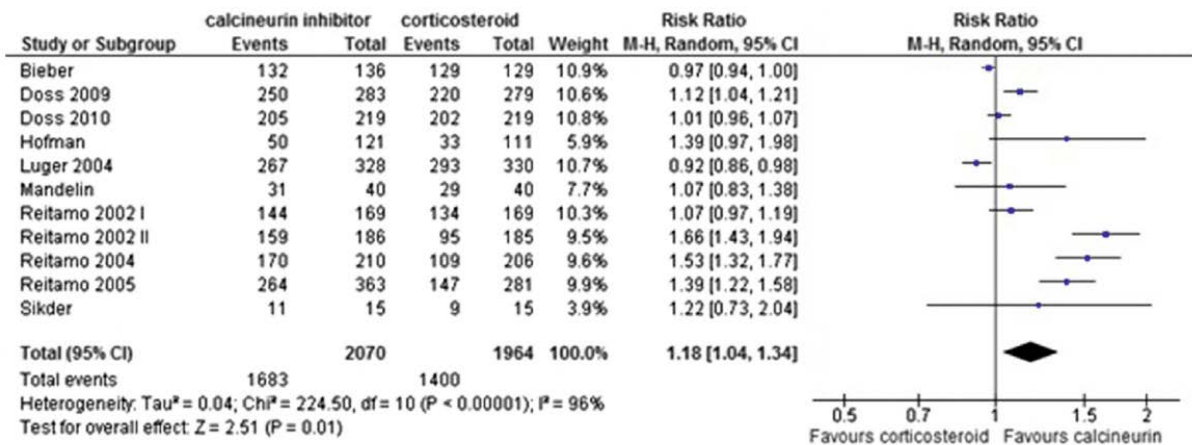 calcineurin inhibitor corticosteroid Risk Ratio Risk Ratio
Study or Subgroup Events Total Events Total Weight M-H, Random, 95% CI M-H, Random, 95% CI
Bieber 132 136 129 129 10.9% 0.97 [0.94, 1.00]
Doss 2009 250 283 220 279 10.6% 1.12 [1.04, 1.21]
Doss 2010 205 219 202 219 10.8% 1.01 [0.96, 1.07]
Hofman 50 121 33 111 5.9% 1.39 [0.97, 1.98]
Luger 2004 267 328 293 330 10.7% 0.92 [0.86, 0.98]
Mandelin 31 40 29 40 7.7% 1.07 [0.83, 1.38]
Reitamo 2002 I 144 169 134 169 10.3% 1.07 [0.97, 1.19]
Reitamo 2002 II 159 186 95 185 9.5% 1.66 [1.43, 1.94]
Reitamo 2004 170 210 109 206 9.6% 1.53 [1.32, 1.77]
Reitamo 2005 264 363 147 281 9.9% 1.39 [1.22, 1.58]
Sikder 11 15 9 15 3.9% 1.22 [0.73, 2.04]
Total (95% CI) 2070 1964 100.0% 1.18 [1.04, 1.34]
Total events 1683 1400
Heterogeneity: Tau² = 0.04; Chi² = 224.50, df = 10 (P < 0.00001); I² = 96%
Test for overall effect: Z = 2.51 (P = 0.01)
0.5 0.7 1 1.5 2
Favours corticosteroid Favours calcineurin